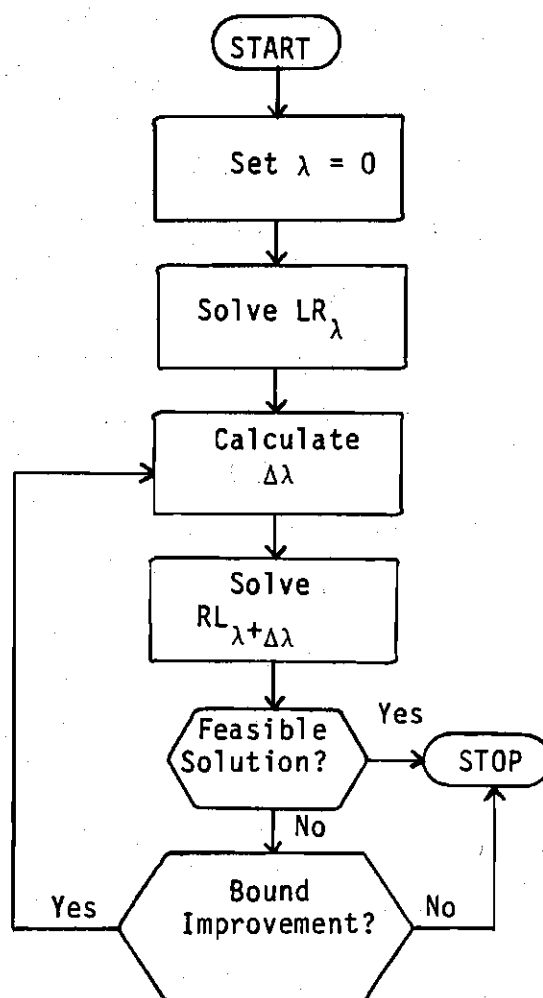 START
Set λ = 0
Solve LR_λ
Calculate
Δλ
Solve
RL_λ+Δλ
Feasible
Solution?
Yes
STOP
No
Bound
Improvement?
Yes
No